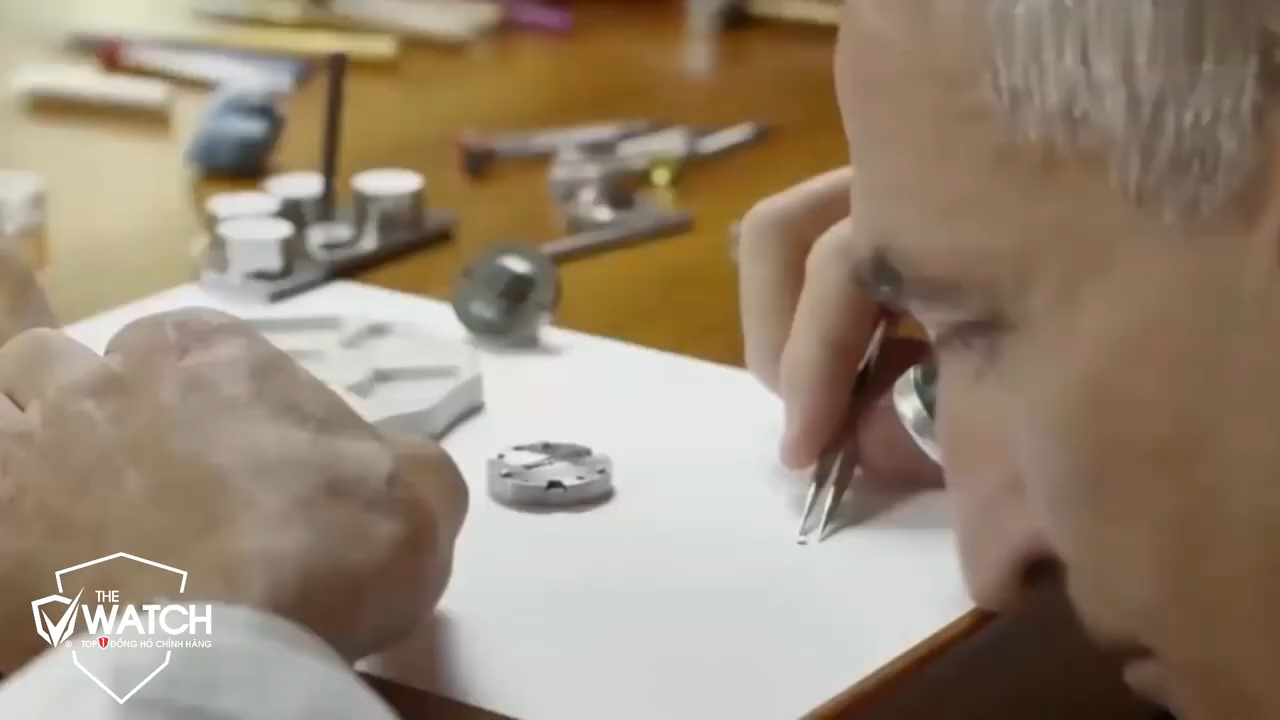 THE
WATCH
® TOP 1 ĐỒNG HỒ CHÍNH HÃNG